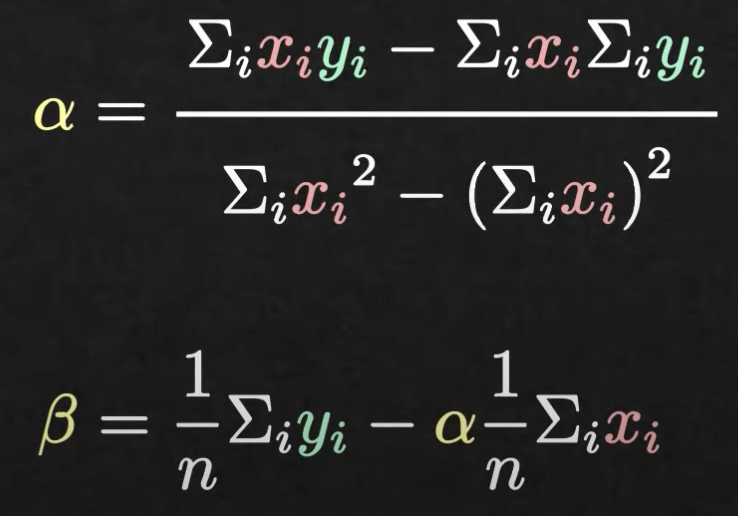 α = (Σᵢxᵢyᵢ − ΣᵢxᵢΣᵢyᵢ) / (Σᵢxᵢ² − (Σᵢxᵢ)²)
β = 1/n Σᵢyᵢ − α 1/n Σᵢxᵢ